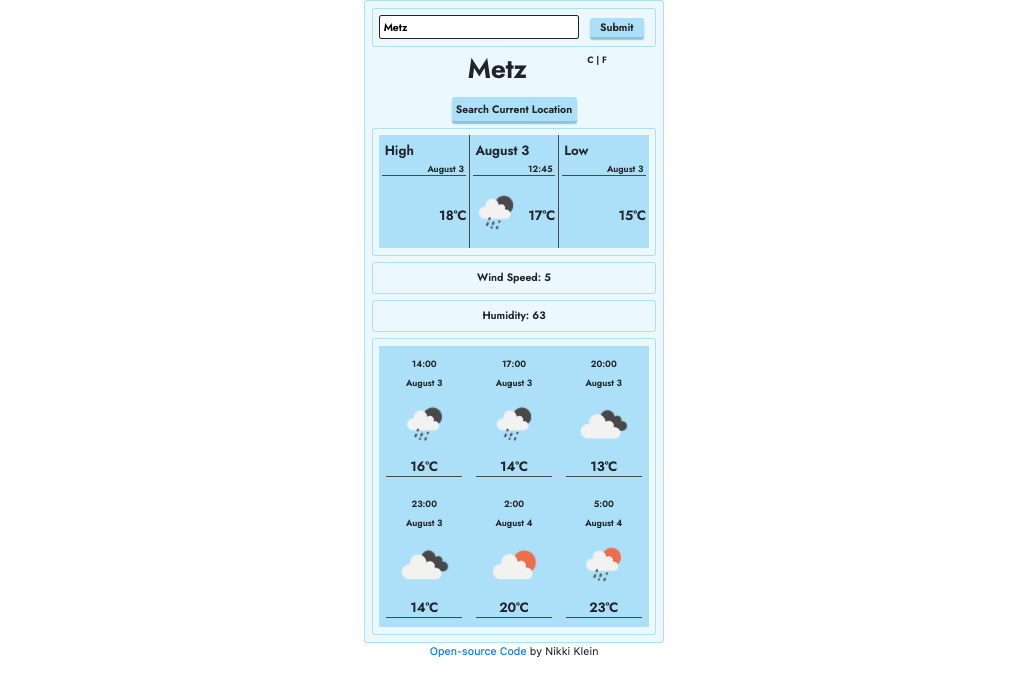 Metz
Submit
Metz
C | F
Search Current Location
High
August 3
18°C
August 3
12:45
17°C
Low
August 3
15°C
Wind Speed: 5
Humidity: 63
14:00
August 3
16°C
17:00
August 3
14°C
20:00
August 3
13°C
23:00
August 3
14°C
2:00
August 4
20°C
5:00
August 4
23°C
Open-source Code by Nikki Klein